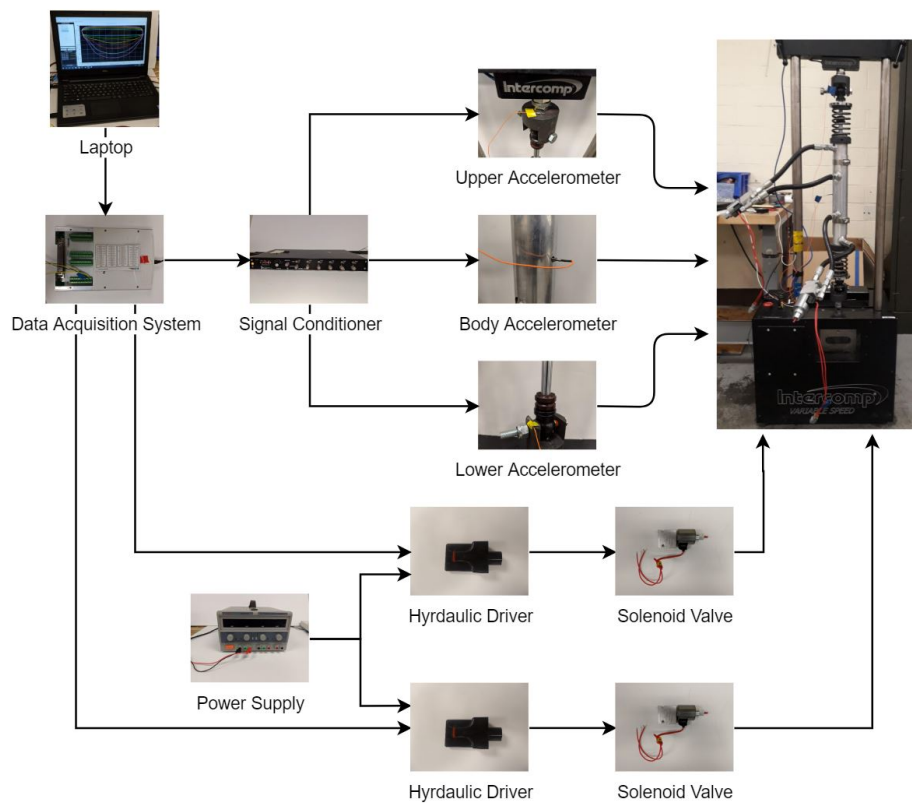 Intercomp
Laptop
Upper Accelerometer
Data Acquisition System
Signal Conditioner
Body Accelerometer
Intercomp
VARIABLE SPEED
Lower Accelerometer
Hyrdaulic Driver
Solenoid Valve
Power Supply
Hyrdaulic Driver
Solenoid Valve